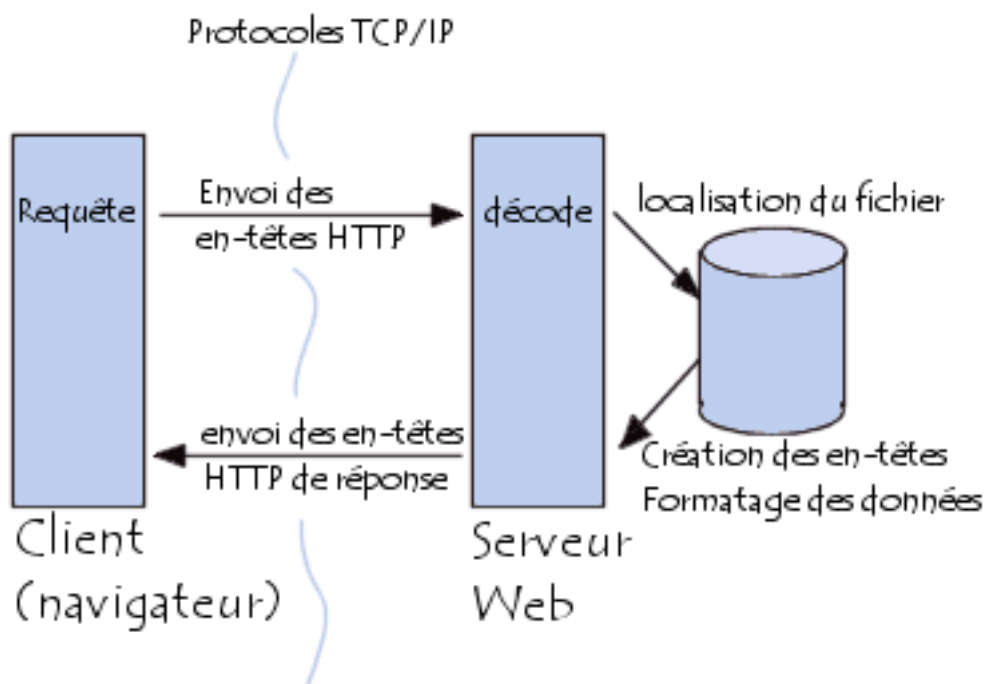 Protocoles TCP/IP
Requête
Envoi des
en-têtes HTTP
décode
localisation du fichier
envoi des en-têtes
HTTP de réponse
Création des en-têtes
Formatage des données
Client
(navigateur)
Serveur
Web